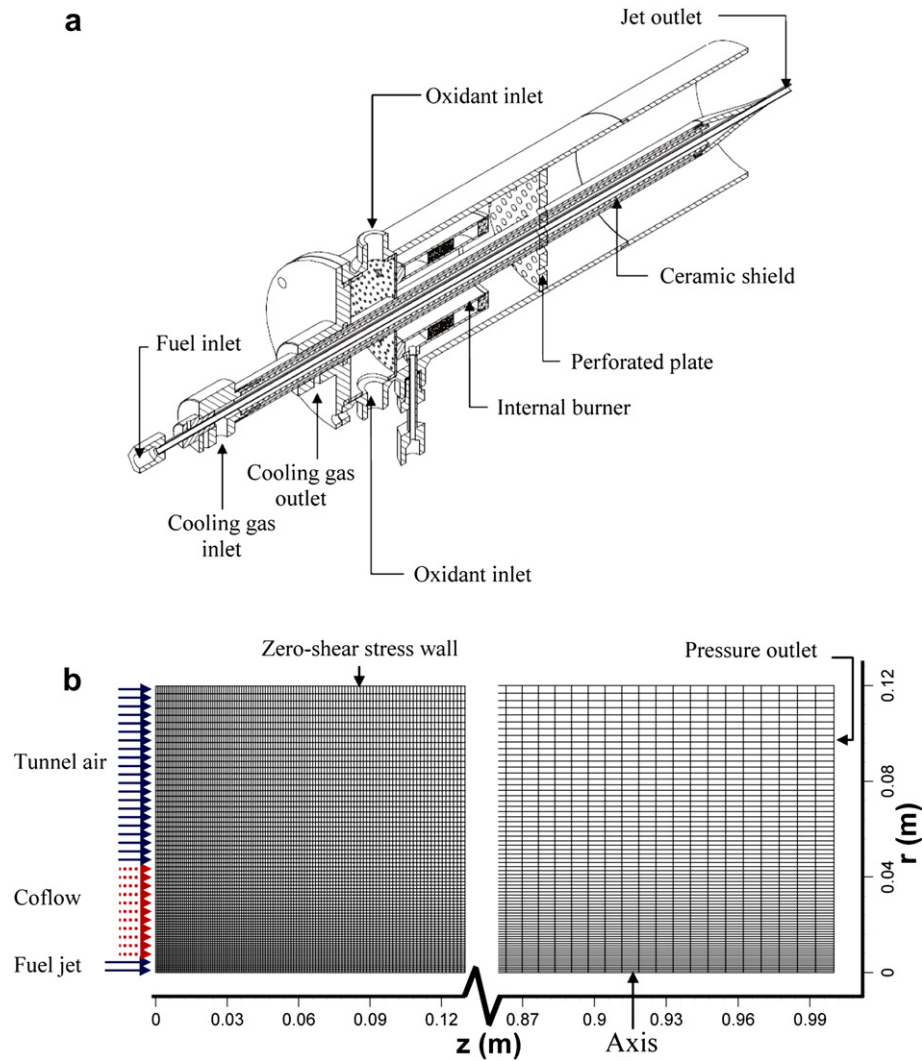 a
Jet outlet
Oxidant inlet
Ceramic shield
Fuel inlet
Perforated plate
Internal burner
Cooling gas
outlet
Cooling gas
inlet
Oxidant inlet
b
Zero-shear stress wall
Pressure outlet
Tunnel air
Coflow
Fuel jet
0.12
0.08
0.04
0
r (m)
0 0.03 0.06 0.09 0.12 0.87 0.9 0.93 0.96 0.99
z (m)
Axis